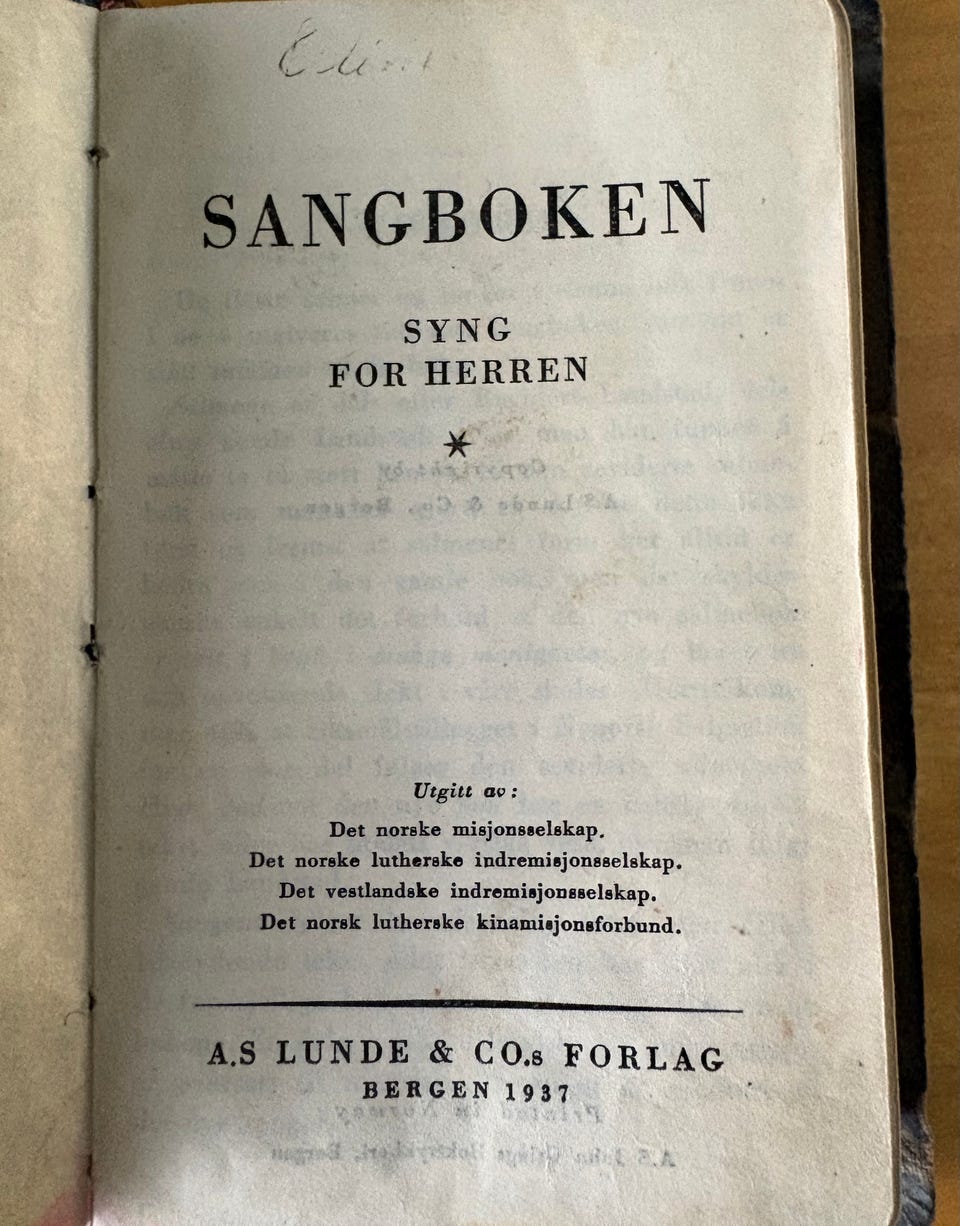 SANGBOKEN
SYNG
FOR HERREN
Utgitt av:
Det norske misjonsselskap.
Det norske lutherske indremisjonsselskap.
Det vestlandske indremisjonsselskap.
Det norsk lutherske kinamisjonsforbund.
A.S LUNDE & CO.s FORLAG
BERGEN 1937